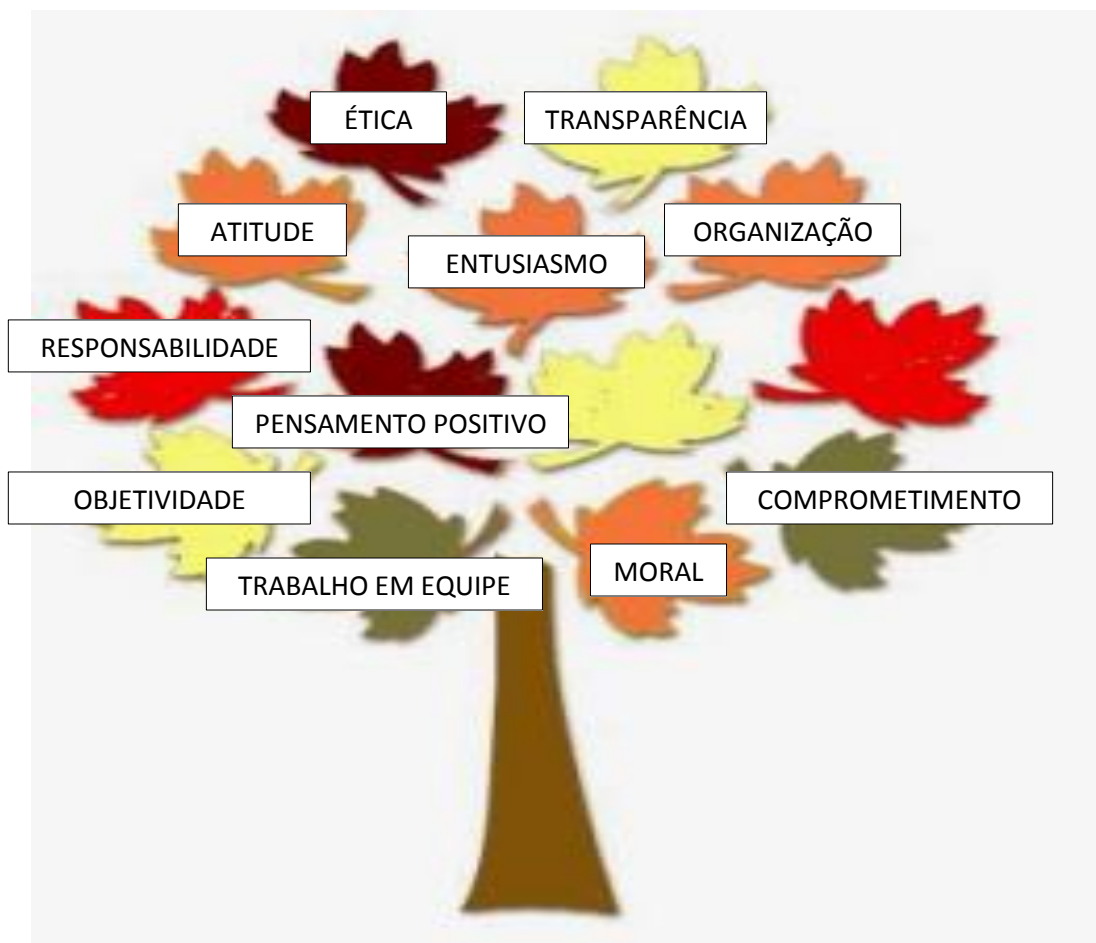 ÉTICA
TRANSPARÊNCIA
ATITUDE
ENTUSIASMO
ORGANIZAÇÃO
RESPONSABILIDADE
PENSAMENTO POSITIVO
OBJETIVIDADE
COMPROMETIMENTO
TRABALHO EM EQUIPE
MORAL